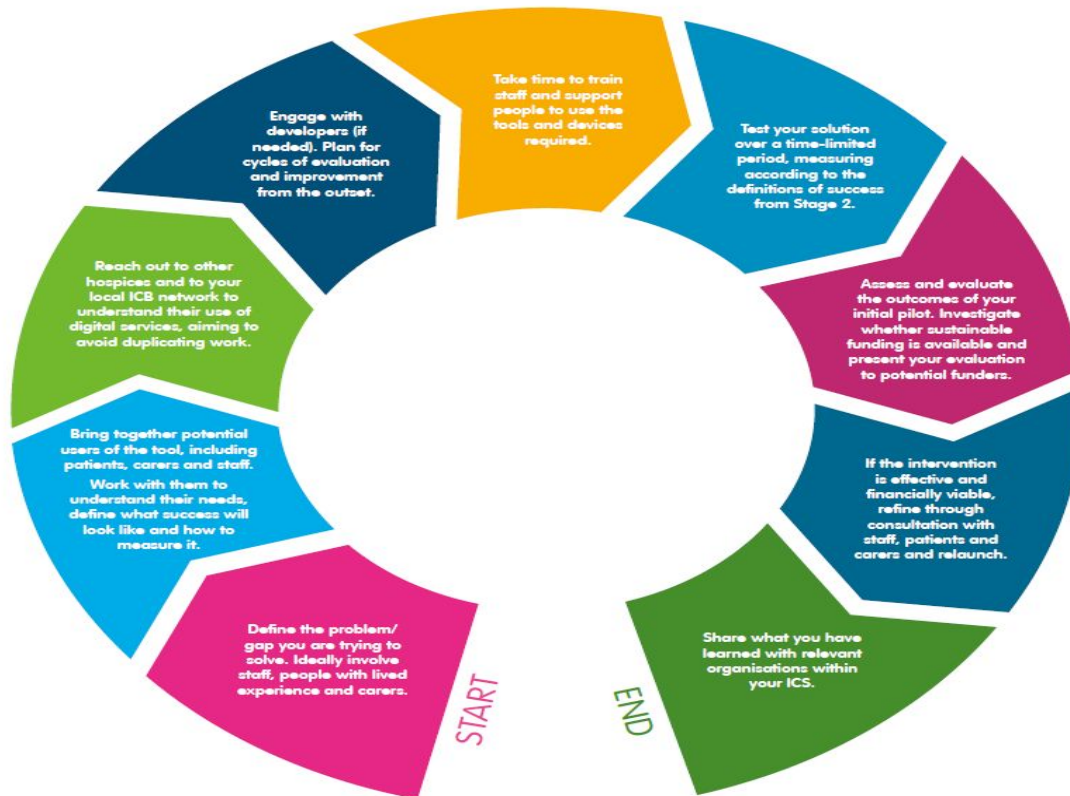 START
Define the problem/
gap you are trying to
solve. Ideally involve
staff, people with lived
experience and carers.
Bring together potential
users of the tool, including
patients, carers and staff.
Work with them to
understand their needs,
define what success will
look like and how to
measure it.
Reach out to other
hospices and to your
local ICB network to
understand their use of
digital services, aiming to
avoid duplicating work.
Engage with
developers (if
needed). Plan for
cycles of evaluation
and improvement
from the outset.
Take time to train
staff and support
people to use the
tools and devices
required.
Test your solution
over a time-limited
period, measuring
according to the
definitions of success
from Stage 2.
Assess and evaluate
the outcomes of your
initial pilot. Investigate
whether sustainable
funding is available and
present your evaluation
to potential funders.
If the intervention
is effective and
financially viable,
refine through
consultation with
staff, patients and
carers and relaunch.
Share what you have
learned with relevant
organisations within
your ICS.
END